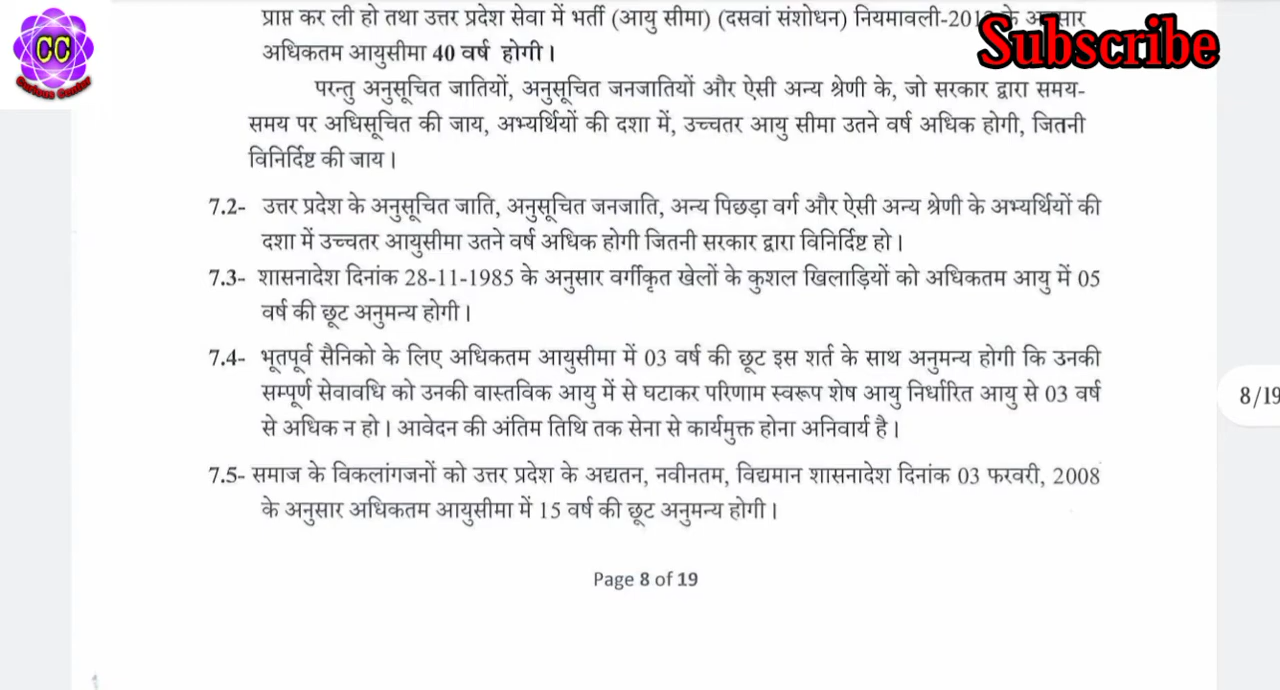 प्राप्त कर ली हो तथा उत्तर प्रदेश सेवा में भर्ती (आयु सीमा) (दसवां संशोधन) नियमावली-201 के अनुसार
Subscribe
CC
Curious Center
अधिकतम आयुसीमा 40 वर्ष होगी।
परन्तु अनुसूचित जातियों, अनुसूचित जनजातियों और ऐसी अन्य श्रेणी के, जो सरकार द्वारा समय-
समय पर अधिसूचित की जाय, अभ्यर्थियों की दशा में, उच्चतर आयु सीमा उतने वर्ष अधिक होगी, जितनी
विनिर्दिष्ट की जाय।
7.2- उत्तर प्रदेश के अनुसूचित जाति, अनुसूचित जनजाति, अन्य पिछड़ा वर्ग और ऐसी अन्य श्रेणी के अभ्यर्थियों की
दशा में उच्चतर आयुसीमा उतने वर्ष अधिक होगी जितनी सरकार द्वारा विनिर्दिष्ट हो।
7.3- शासनादेश दिनांक 28-11-1985 के अनुसार वर्गीकृत खेलों के कुशल खिलाड़ियों को अधिकतम आयु में 05
वर्ष की छूट अनुमन्य होगी।
7.4- भूतपूर्व सैनिको के लिए अधिकतम आयुसीमा में 03 वर्ष की छूट इस शर्त के साथ अनुमन्य होगी कि उनकी
सम्पूर्ण सेवावधि को उनकी वास्तविक आयु में से घटाकर परिणाम स्वरूप शेष आयु निर्धारित आयु से 03 वर्ष
8/19
से अधिक न हो। आवेदन की अंतिम तिथि तक सेना से कार्यमुक्त होना अनिवार्य है।
7.5- समाज के विकलांगजनों को उत्तर प्रदेश के अद्यतन, नवीनतम, विद्यमान शासनादेश दिनांक 03 फरवरी, 2008
के अनुसार अधिकतम आयुसीमा में 15 वर्ष की छूट अनुमन्य होगी।
Page 8 of 19